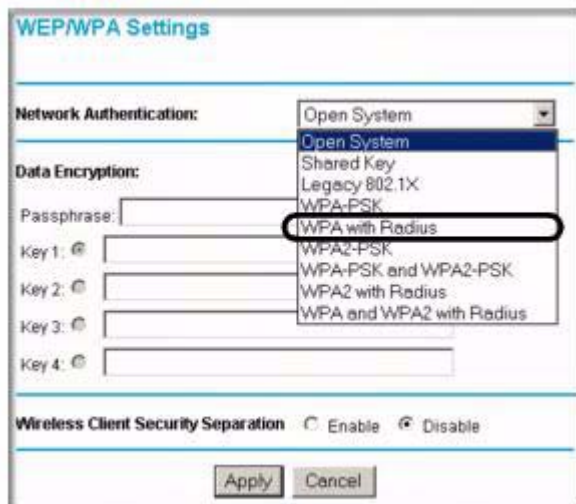 WEP/WPA Settings
Network Authentication:
Open System
Open System
Shared Key
Legacy 802.1X
WPA-PSK
WPA with Radius
WPA2-PSK
WPA-PSK and WPA2-PSK
WPA2 with Radius
WPA and WPA2 with Radius
Data Encryption:
Passphrase:
Key 1:
Key 2:
Key 3:
Key 4:
Wireless Client Security Separation Enable Disable
Apply Cancel